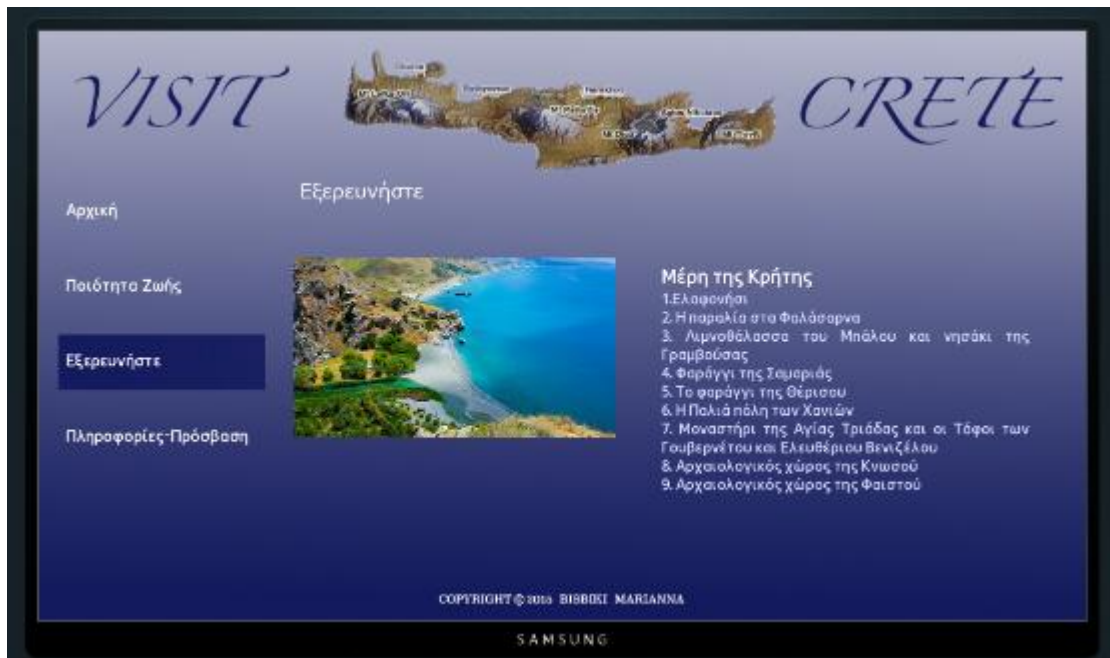 VISIT
CRETE
Εξερευνήστε
Αρχική
Ποιότητα Ζωής
Εξερευνήστε
Πληροφορίες-Πρόσβαση
Μέρη της Κρήτης
1.Ελαφονήσι
2. Η παραλία στα Φαλάσαρνα
3. Λιμνοθάλασσα του Μπάλου και νησάκι της
Γραμβούσας
4. Φαράγγι της Σαμαριάς
5. Το φαράγγι της Θέρισου
6. Η Παλιά πόλη των Χανιών
7. Μοναστήρι της Αγίας Τριάδας και οι Τάφοι των
Γουβερνέτου και Ελευθέριου Βενιζέλου
8. Αρχαιολογικός χώρος της Κνωσού
9. Αρχαιολογικός χώρος της Φαιστού
COPYRIGHT © BIBBIKI MARIANNA
SAMSUNG